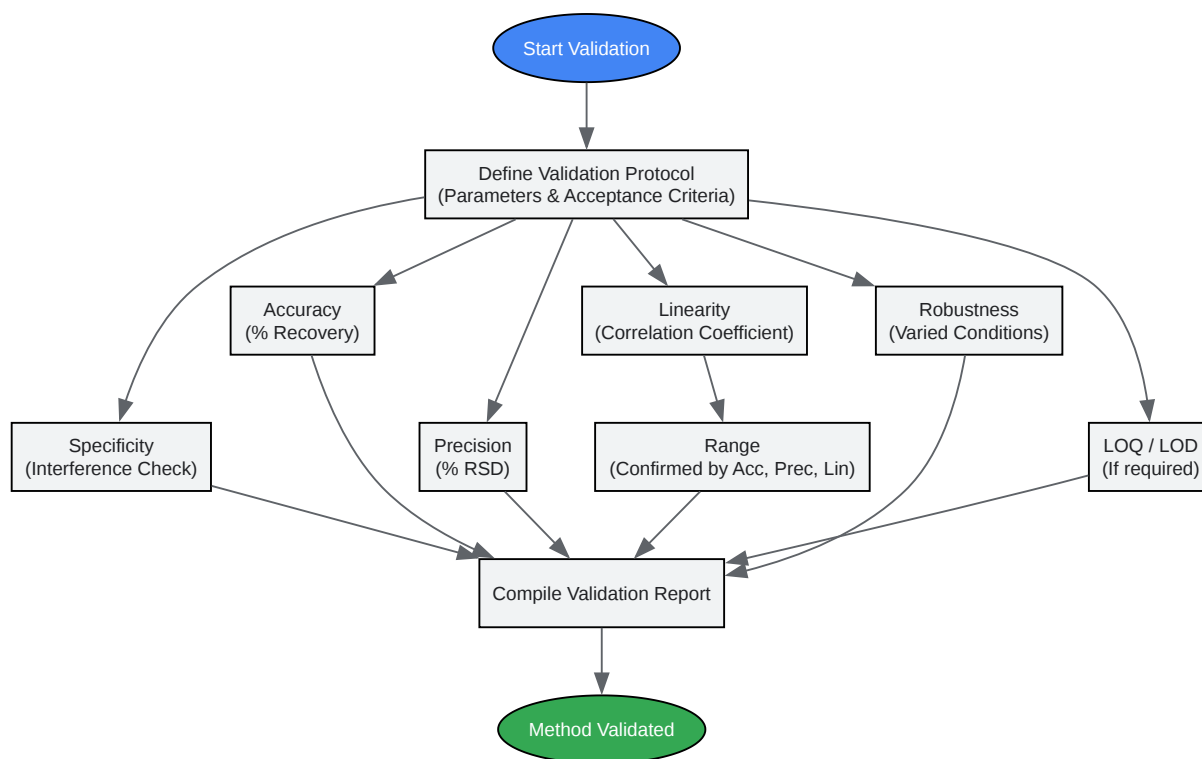 Start Validation
Define Validation Protocol
(Parameters & Acceptance Criteria)
Accuracy
(% Recovery)
Linearity
(Correlation Coefficient)
Robustness
(Varied Conditions)
Specificity
(Interference Check)
Precision
(% RSD)
Range
(Confirmed by Acc, Prec, Lin)
LOQ / LOD
(If required)
Compile Validation Report
Method Validated